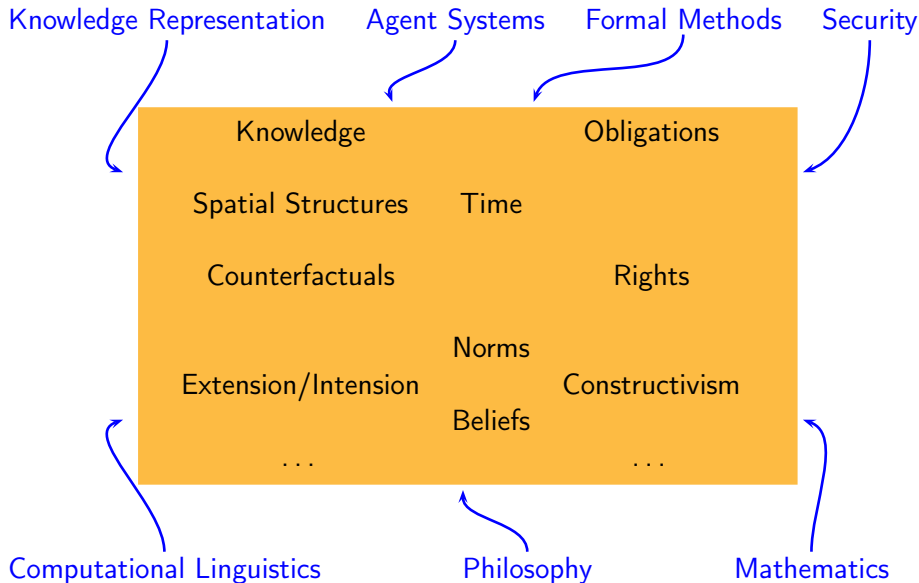 Knowledge Representation Agent Systems Formal Methods Security
Knowledge Obligations
Spatial Structures Time
Counterfactuals Rights
Norms
Extension/Intension Constructivism
Beliefs
... ...
Computational Linguistics Philosophy Mathematics